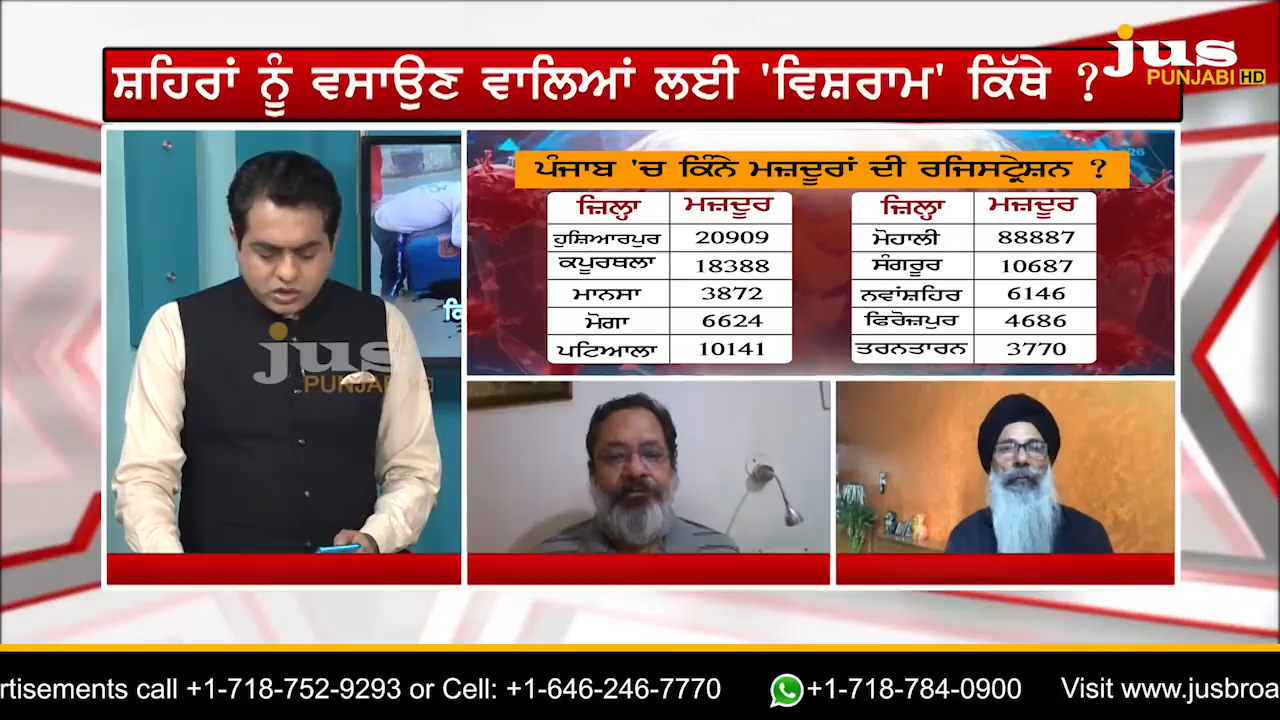 ਸ਼ਹਿਰਾਂ ਨੂੰ ਵਸਾਉਣ ਵਾਲਿਆਂ ਲਈ 'ਵਿਸ਼ਰਾਮ' ਕਿੱਥੇ ?
jus
PUNJABI HD
ਪੰਜਾਬ 'ਚ ਕਿੰਨੇ ਮਜ਼ਦੂਰਾਂ ਦੀ ਰਜਿਸਟ੍ਰੇਸ਼ਨ ?
ਜ਼ਿਲ੍ਹਾ ਮਜ਼ਦੂਰ
ਹੁਸ਼ਿਆਰਪੁਰ 20909
ਕਪੂਰਥਲਾ 18388
ਮਾਨਸਾ 3872
ਮੋਗਾ 6624
ਪਟਿਆਲਾ 10141
ਜ਼ਿਲ੍ਹਾ ਮਜ਼ਦੂਰ
ਮੋਹਾਲੀ 88887
ਸੰਗਰੂਰ 10687
ਨਵਾਂਸ਼ਹਿਰ 6146
ਫਿਰੋਜ਼ਪੁਰ 4686
ਤਰਨਤਾਰਨ 3770
jus
PUNJABI HD
rtisements call +1-718-752-9293 or Cell: +1-646-246-7770 +1-718-784-0900 Visit www.jusbroa